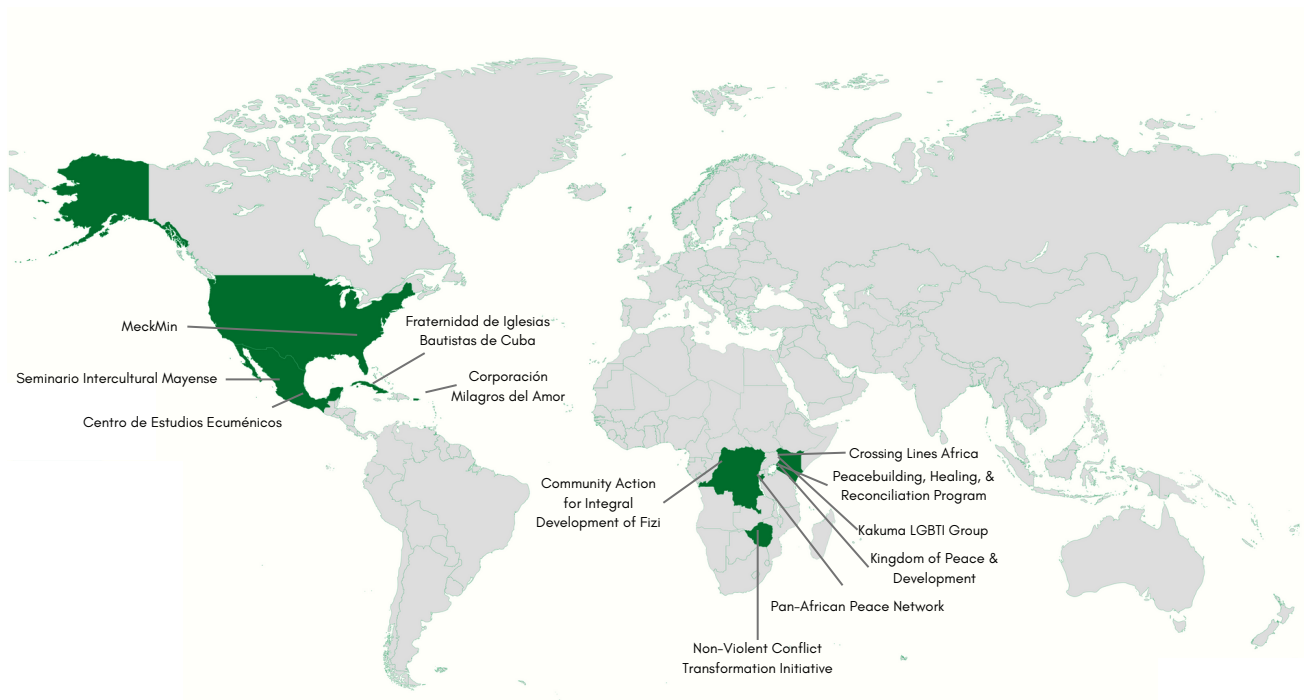 MeckMin
Fraternidad de Iglesias
Bautistas de Cuba
Seminario Intercultural Mayense
Corporación
Milagros del Amor
Centro de Estudios Ecuménicos
Crossing Lines Africa
Peacebuilding, Healing, &
Reconciliation Program
Community Action
for Integral
Development of Fizi
Kakuma LGBTI Group
Kingdom of Peace &
Development
Pan-African Peace Network
Non-Violent Conflict
Transformation Initiative